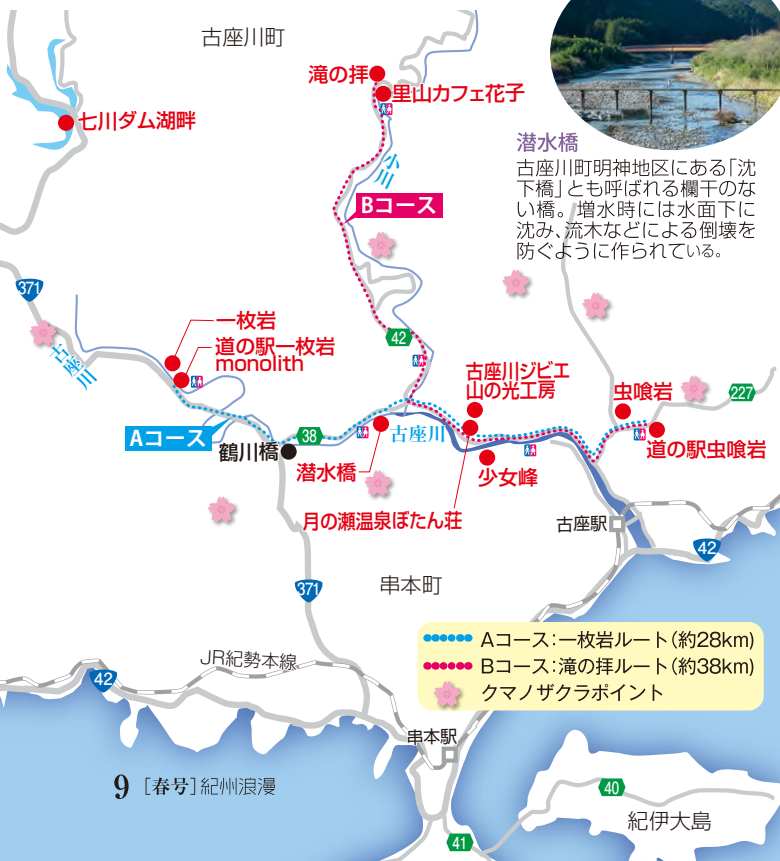 古座川町
滝の拝
里山カフェ花子
七川ダム湖畔
小川
Bコース
潜水橋
古座川町明神地区にある「沈
下橋」とも呼ばれる欄干のな
い橋。増水時には水面下に
沈み、流木などによる倒壊を
防ぐように作られている。
371
古座川
一枚岩
道の駅一枚岩
monolith
42
古座川ジビエ
山の光工房
虫喰岩
227
Aコース
鶴川橋
38
古座川
潜水橋
少女峰
道の駅虫喰岩
月の瀬温泉ぼたん荘
古座駅
42
371
串本町
JR紀勢本線
42
Aコース:一枚岩ルート(約28km)
Bコース:滝の拝ルート(約38km)
クマノザクラポイント
串本駅
9 [春号]紀州浪漫
40
紀伊大島
41